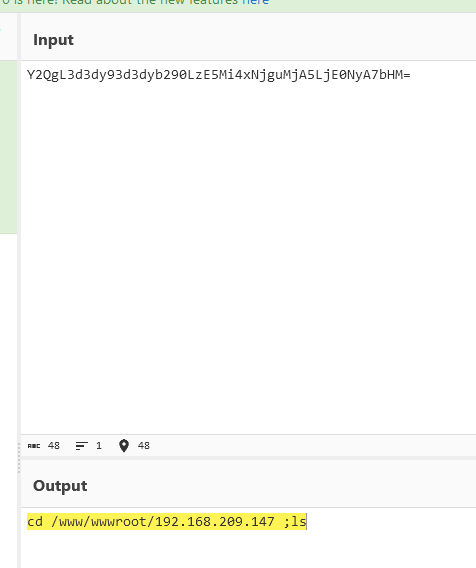 o is here! Read about the new features here
Input
Y2QgL3d3dy93d3dyb290LzE5Mi4xNjguMjA5LjE0NyA7bHM=
ABC 48 1 48
Output
cd /www/wwwroot/192.168.209.147 ;ls